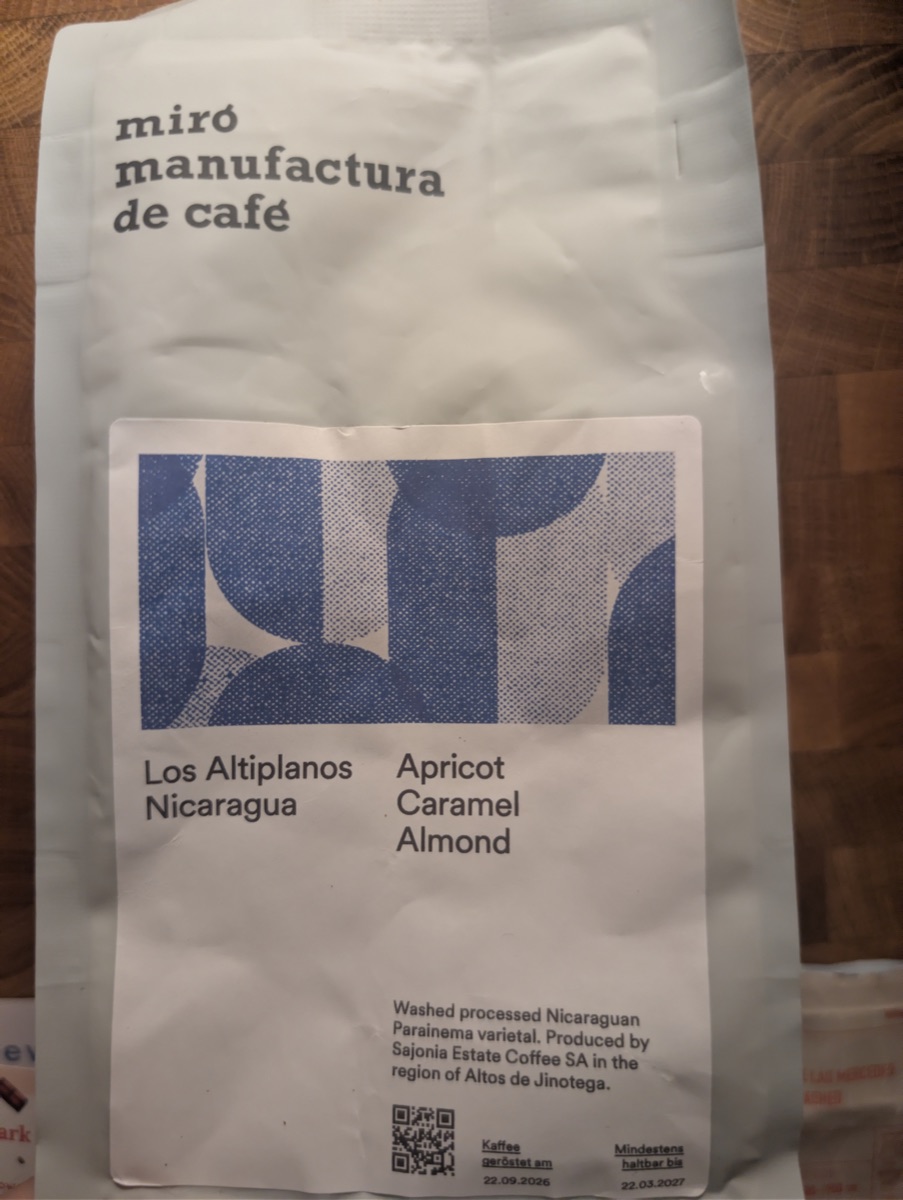 miró
manufactura
de café
Los Altiplanos
Nicaragua
Apricot
Caramel
Almond
Washed processed Nicaraguan
Parainema varietal. Produced by
Sajonia Estate Coffee SA in the
region of Altos de Jinotega.
Kaffee
geröstet am
22.09.2026
Mindestens
haltbar bis
22.03.2027
ev
ark